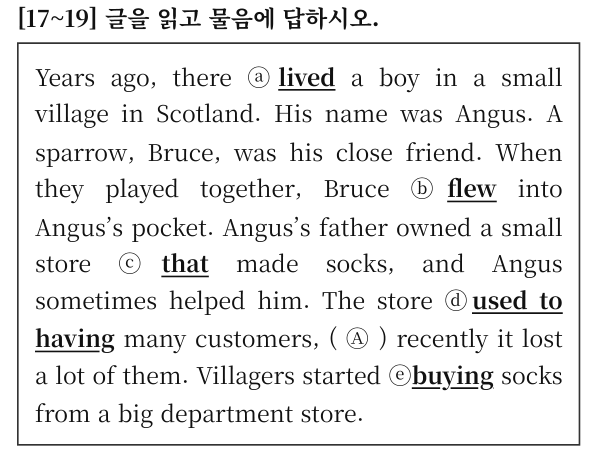 [17~19] 글을 읽고 물음에 답하시오.
Years ago, there ⓐ lived a boy in a small
village in Scotland. His name was Angus. A
sparrow, Bruce, was his close friend. When
they played together, Bruce ⓑ flew into
Angus’s pocket. Angus’s father owned a small
store ⓒ that made socks, and Angus
sometimes helped him. The store ⓓ used to
having many customers, ( Ⓐ ) recently it lost
a lot of them. Villagers started ⓔ buying socks
from a big department store.